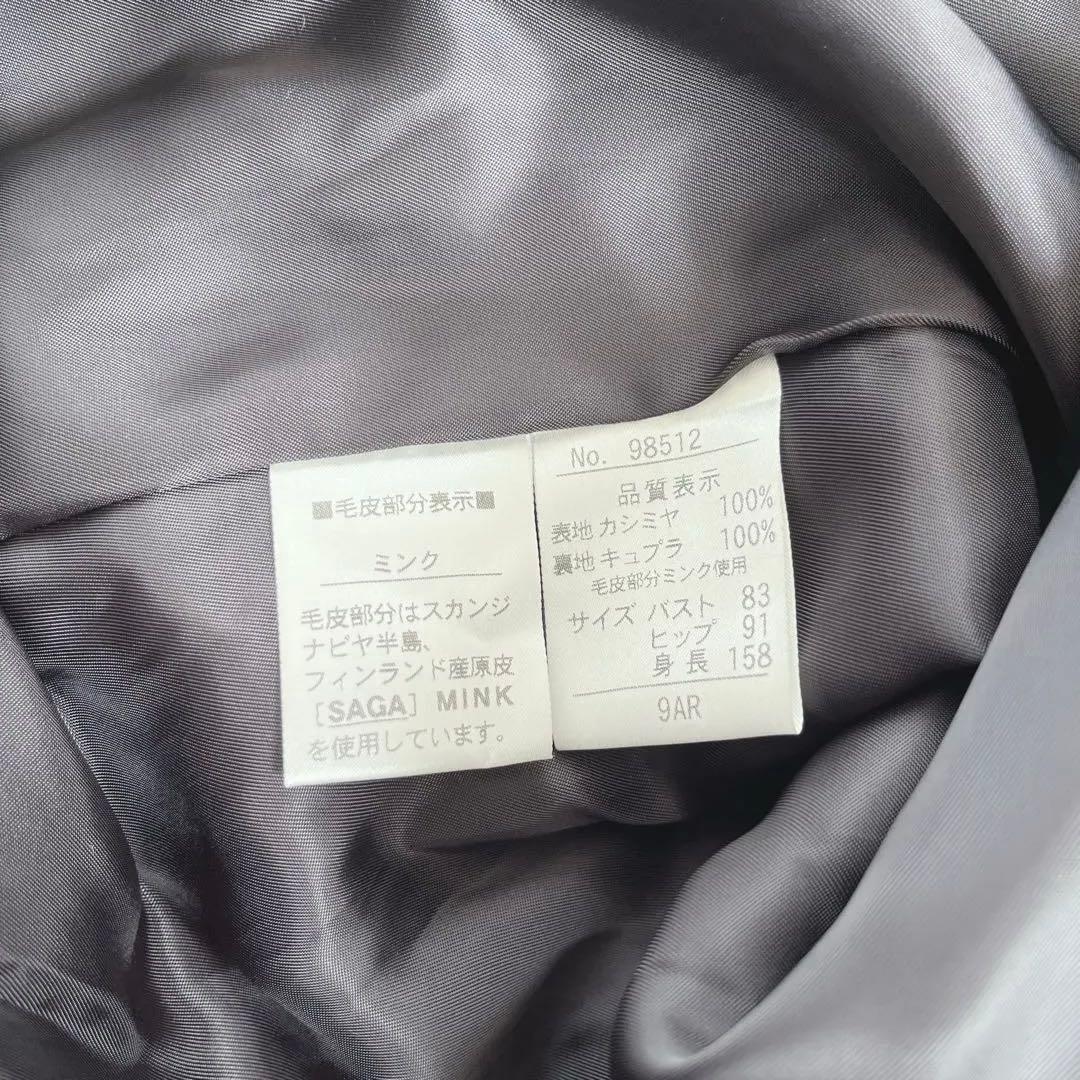 ■毛皮部分表示■
ミンク
毛皮部分はスカンジ
ナビヤ半島、
フィンランド産原皮
[SAGA] MINK
を使用しています。
No. 98512
品質表示
表地 カシミヤ 100%
裏地 キュプラ 100%
毛皮部分ミンク使用
サイズ バスト 83
ヒップ 91
身長 158
9AR